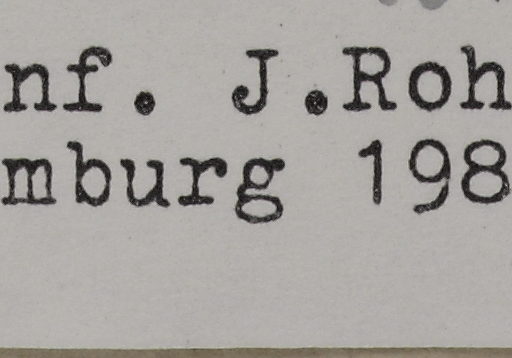 nf. J.Roh
mburg 198